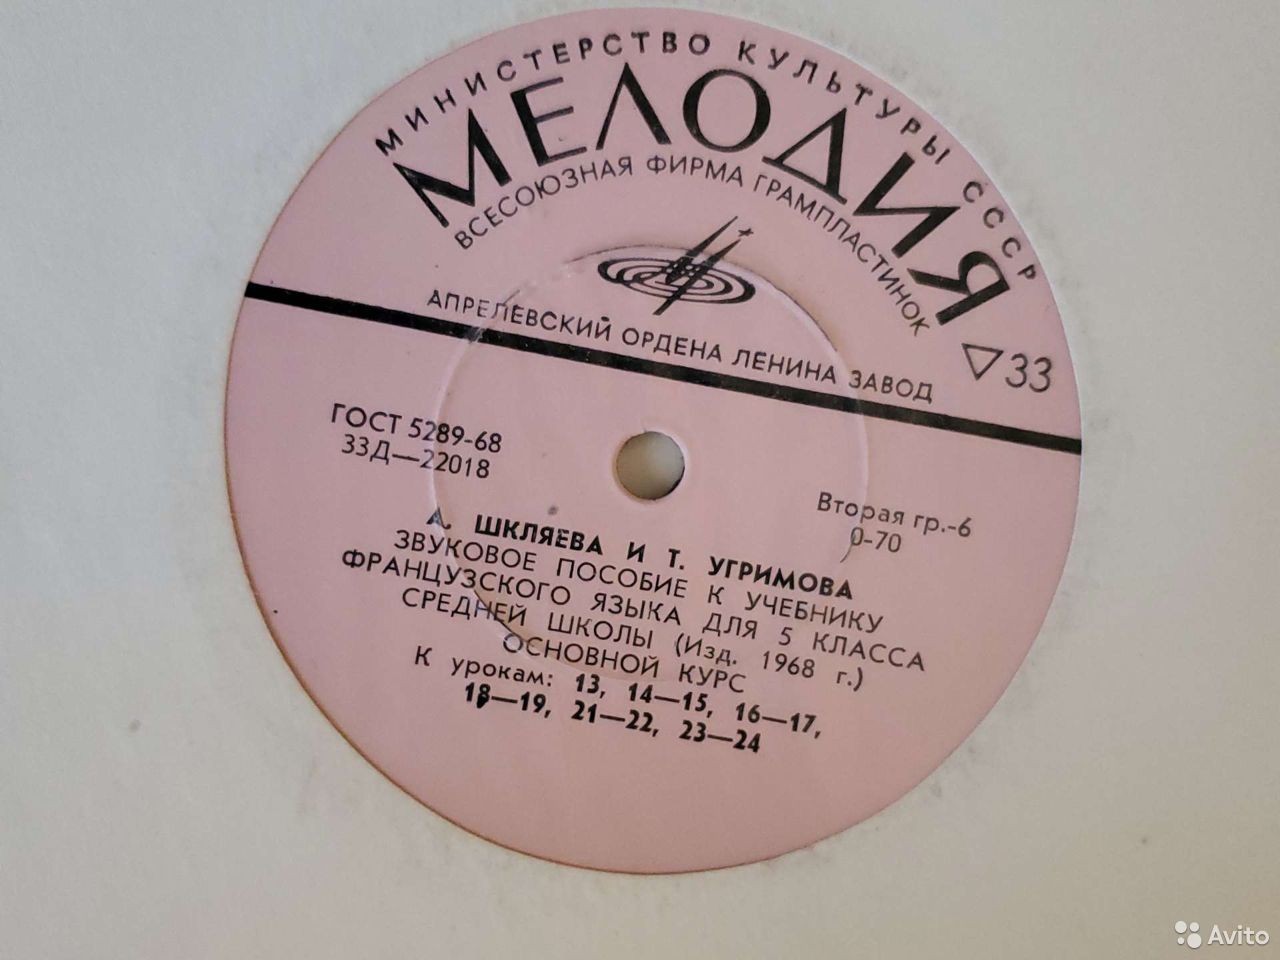 МИНИСТЕРСТВО КУЛЬТУРЫ СССР
МЕЛОДИЯ
ВСЕСОЮЗНАЯ ФИРМА ГРАМПЛАСТИНОК
АПРЕЛЕВСКИЙ ОРДЕНА ЛЕНИНА ЗАВОД
33
ГОСТ 5289-68
33Д—22018
Вторая гр.-6
0-70
А. ШКЛЯЕВА И Т. УГРИМОВА
ЗВУКОВОЕ ПОСОБИЕ К УЧЕБНИКУ
ФРАНЦУЗСКОГО ЯЗЫКА ДЛЯ 5 КЛАССА
СРЕДНЕЙ ШКОЛЫ (Изд. 1968 г.)
ОСНОВНОЙ КУРС
К урокам: 13, 14—15, 16—17,
18—19, 21—22, 23—24
Avito